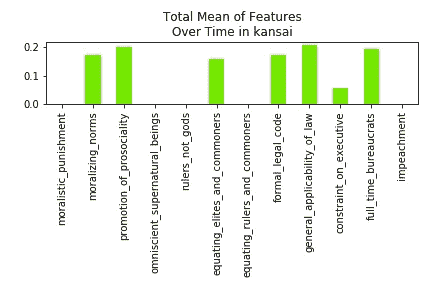 Total Mean of Features
Over Time in kansai
0.2
0.1
0.0
moralistic_punishment
moralizing_norms
promotion_of_prosociality
omniscient_supernatural_beings
rulers_not_gods
equating_elites_and_commoners
equating_rulers_and_commoners
formal_legal_code
general_applicability_of_law
constraint_on_executive
full_time_bureaucrats
impeachment